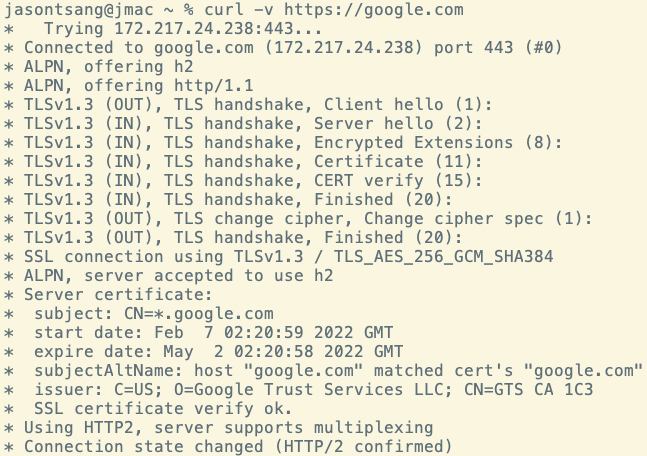 jasontsang@jmac ~ % curl -v https://google.com
*   Trying 172.217.24.238:443...
* Connected to google.com (172.217.24.238) port 443 (#0)
* ALPN, offering h2
* ALPN, offering http/1.1
* TLSv1.3 (OUT), TLS handshake, Client hello (1):
* TLSv1.3 (IN), TLS handshake, Server hello (2):
* TLSv1.3 (IN), TLS handshake, Encrypted Extensions (8):
* TLSv1.3 (IN), TLS handshake, Certificate (11):
* TLSv1.3 (IN), TLS handshake, CERT verify (15):
* TLSv1.3 (IN), TLS handshake, Finished (20):
* TLSv1.3 (OUT), TLS change cipher, Change cipher spec (1):
* TLSv1.3 (OUT), TLS handshake, Finished (20):
* SSL connection using TLSv1.3 / TLS_AES_256_GCM_SHA384
* ALPN, server accepted to use h2
* Server certificate:
*  subject: CN=*.google.com
*  start date: Feb  7 02:20:59 2022 GMT
*  expire date: May  2 02:20:58 2022 GMT
*  subjectAltName: host "google.com" matched cert's "google.com"
*  issuer: C=US; O=Google Trust Services LLC; CN=GTS CA 1C3
*  SSL certificate verify ok.
* Using HTTP2, server supports multiplexing
* Connection state changed (HTTP/2 confirmed)